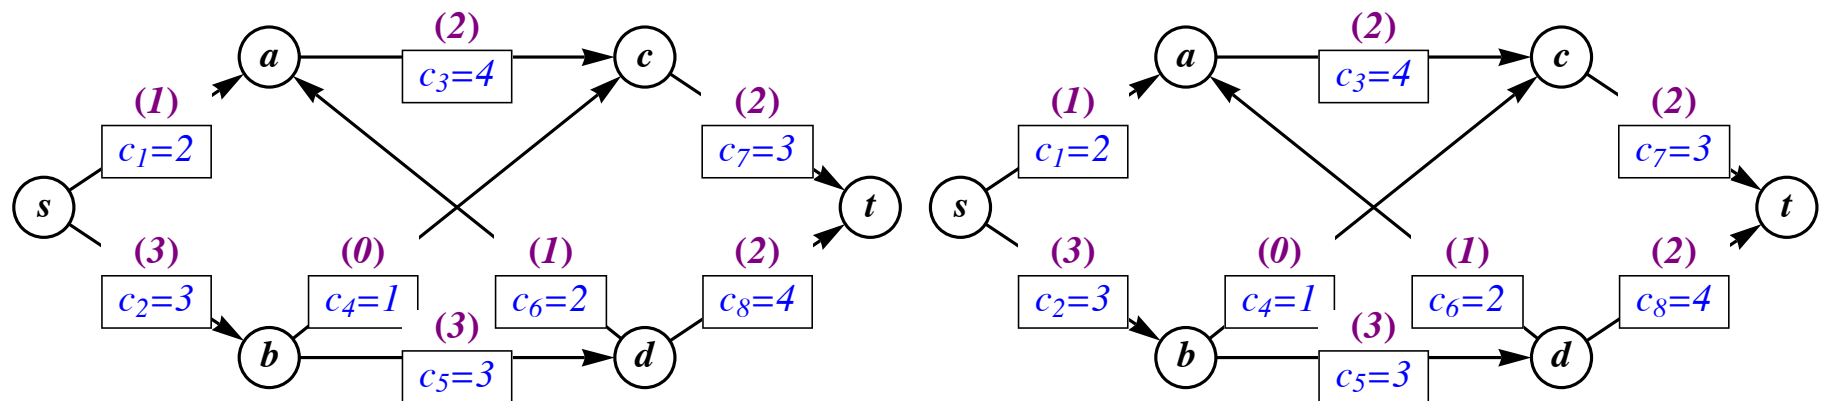 (2)
a
c
c3=4
(1)
(2)
c1=2
c7=3
s
t
(3)
(0)
(1)
(2)
c2=3
c4=1
c6=2
c8=4
(3)
b
d
c5=3
(2)
a
c
c3=4
(1)
(2)
c1=2
c7=3
s
t
(3)
(0)
(1)
(2)
c2=3
c4=1
c6=2
c8=4
(3)
b
d
c5=3